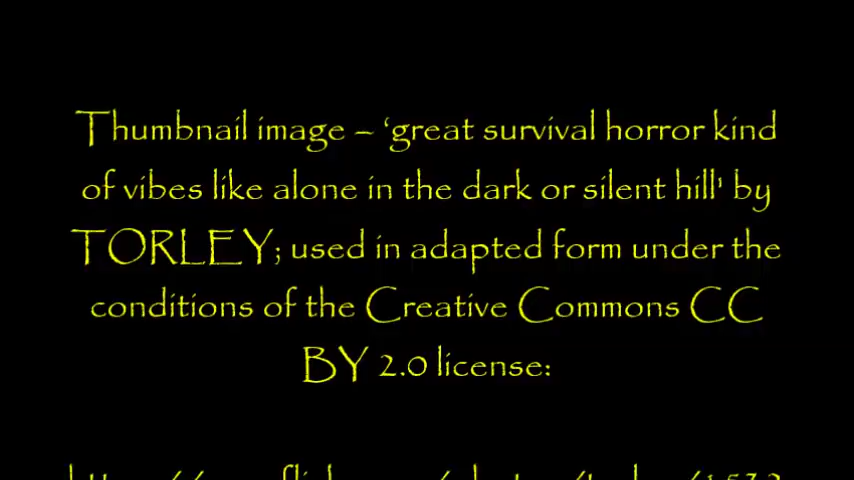 Thumbnail image – ‘great survival horror kind
of vibes like alone in the dark or silent hill' by
TORLEY; used in adapted form under the
conditions of the Creative Commons CC
BY 2.0 license: